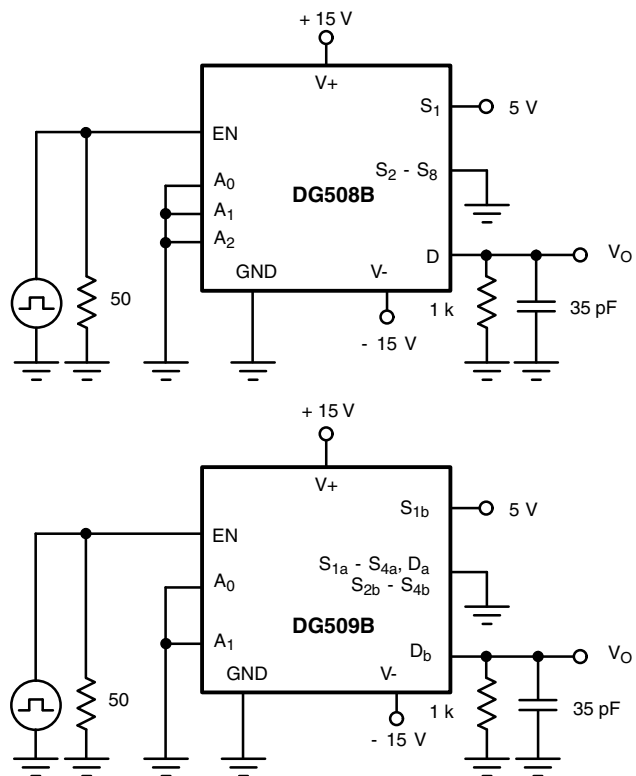 + 15 V
V+
S1 5 V
EN
S2 - S8
A0
DG508B
A1
A2
D VO
GND V-
50 1 k 35 pF
- 15 V
+ 15 V
V+
S1b 5 V
EN
S1a - S4a, Da
A0 S2b - S4b
DG509B
A1
Db VO
GND V-
50 1 k 35 pF
- 15 V